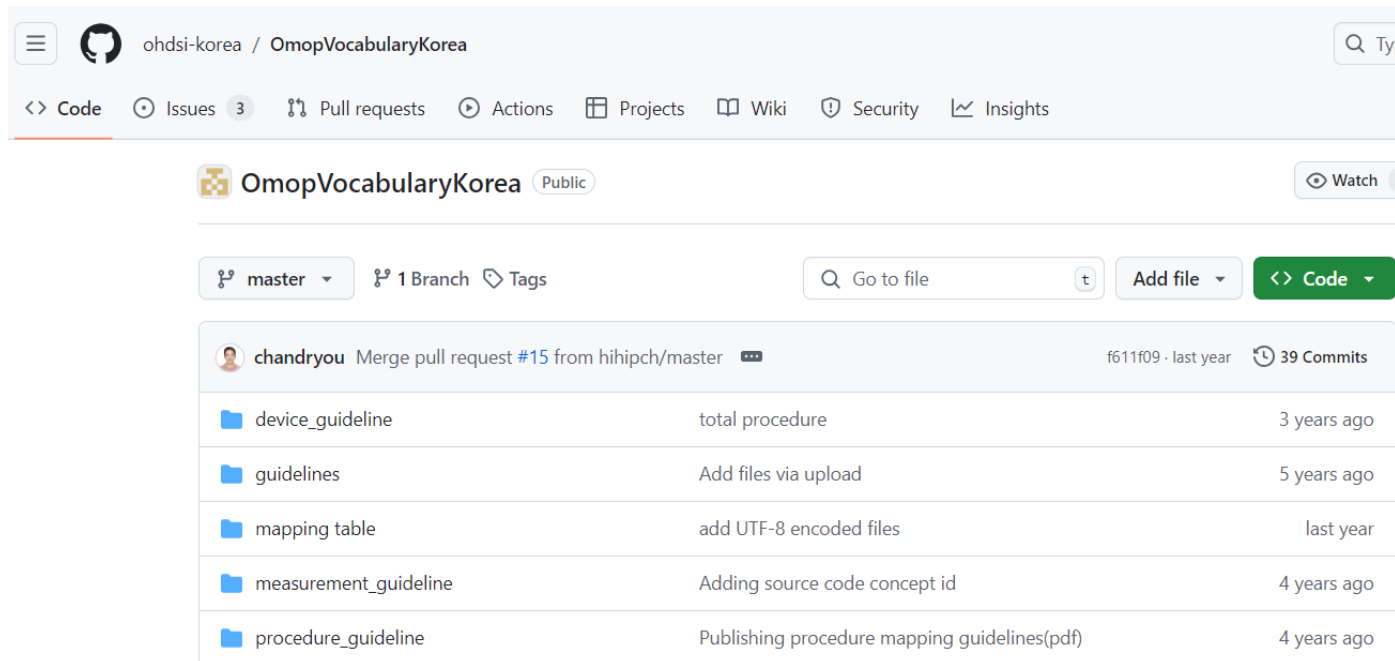 ohdsi-korea / OmopVocabularyKorea
Ty
Code Issues 3 Pull requests Actions Projects Wiki Security Insights
OmopVocabularyKorea Public
Watch
master 1 Branch Tags Go to file t Add file Code
chandryou Merge pull request #15 from hihipch/master f611f09 · last year 39 Commits
device_guideline total procedure 3 years ago
guidelines Add files via upload 5 years ago
mapping table add UTF-8 encoded files last year
measurement_guideline Adding source code concept id 4 years ago
procedure_guideline Publishing procedure mapping guidelines(pdf) 4 years ago